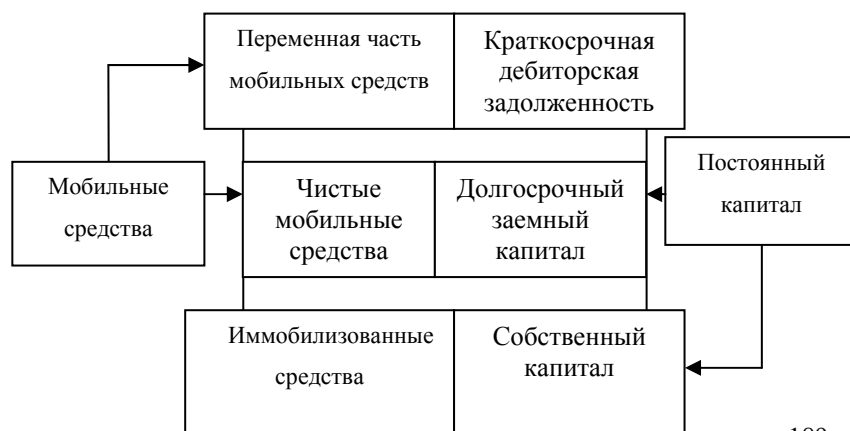 Переменная часть
мобильных средств
Краткосрочная
дебиторская
задолженность
Мобильные
средства
Чистые
мобильные
средства
Долгосрочный
заемный
капитал
Постоянный
капитал
Иммобилизованные
средства
Собственный
капитал